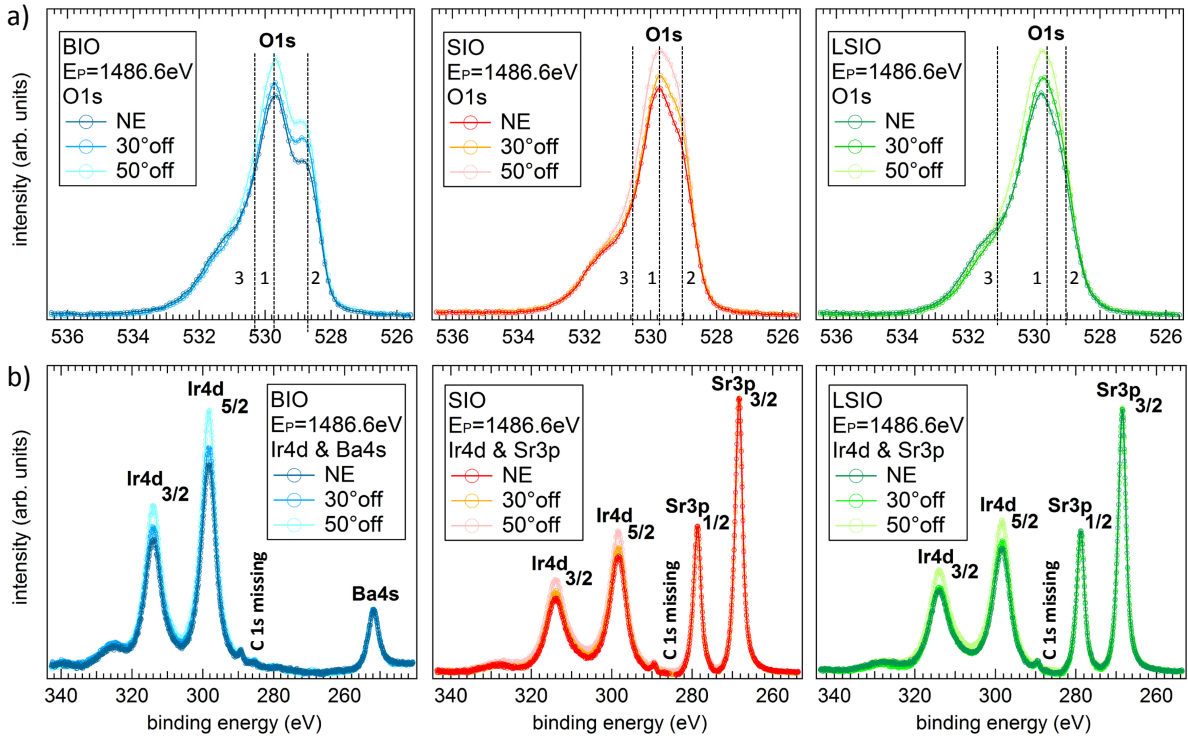 a)
intensity (arb. units)
BIO
Eₚ=1486.6eV
O1s
NE
30°off
50°off
O1s
3 1 2
536 534 532 530 528 526
SIO
Eₚ=1486.6eV
O1s
NE
30°off
50°off
O1s
3 1 2
536 534 532 530 528 526
LSIO
Eₚ=1486.6eV
O1s
NE
30°off
50°off
O1s
3 1 2
536 534 532 530 528 526
b)
intensity (arb. units)
Ir4d 3/2
Ir4d 5/2
C 1s missing
Ba4s
BIO
Eₚ=1486.6eV
Ir4d & Ba4s
NE
30°off
50°off
340 320 300 280 260
binding energy (eV)
SIO
Eₚ=1486.6eV
Ir4d & Sr3p
NE
30°off
50°off
Ir4d 3/2
Ir4d 5/2
C 1s missing
Sr3p 1/2
Sr3p 3/2
340 320 300 280 260
binding energy (eV)
LSIO
Eₚ=1486.6eV
Ir4d & Sr3p
NE
30°off
50°off
Ir4d 3/2
Ir4d 5/2
C 1s missing
Sr3p 1/2
Sr3p 3/2
340 320 300 280 260
binding energy (eV)